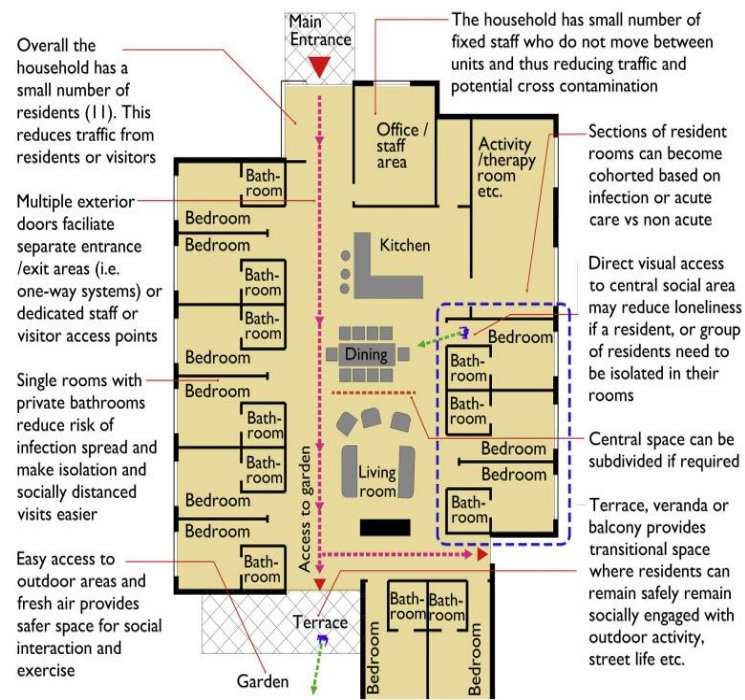 Main
Entrance
The household has small number of
fixed staff who do not move between
units and thus reducing traffic and
potential cross contamination
Overall the
household has a
small number of
residents (11). This
reduces traffic from
residents or visitors
Multiple exterior
doors faciliate
separate entrance
/exit areas (i.e.
one-way systems) or
dedicated staff or
visitor access points
Single rooms with
private bathrooms
reduce risk of
infection spread and
make isolation and
socially distanced
visits easier
Easy access to
outdoor areas and
fresh air provides
safer space for social
interaction and
exercise
Office /
staff
area
Activity
/therapy
room
etc.
Kitchen
Dining
Living
room
Access to garden
Terrace
Garden
Bath-
room
Bedroom
Bedroom
Bath-
room
Bath-
room
Bedroom
Bedroom
Bath-
room
Bath-
room
Bedroom
Bedroom
Bath-
room
Bedroom
Bath-
room
Bath-
room
Bedroom
Bedroom
Bath-
room
Bedroom
Bath-
room
Bath-
room
Bedroom
Sections of resident
rooms can become
cohorted based on
infection or acute
care vs non acute
Direct visual access
to central social area
may reduce loneliness
if a resident, or group
of residents need to
be isolated in their
rooms
Central space can be
subdivided if required
Terrace, veranda or
balcony provides
transitional space
where residents can
remain safely remain
socially engaged with
outdoor activity,
street life etc.